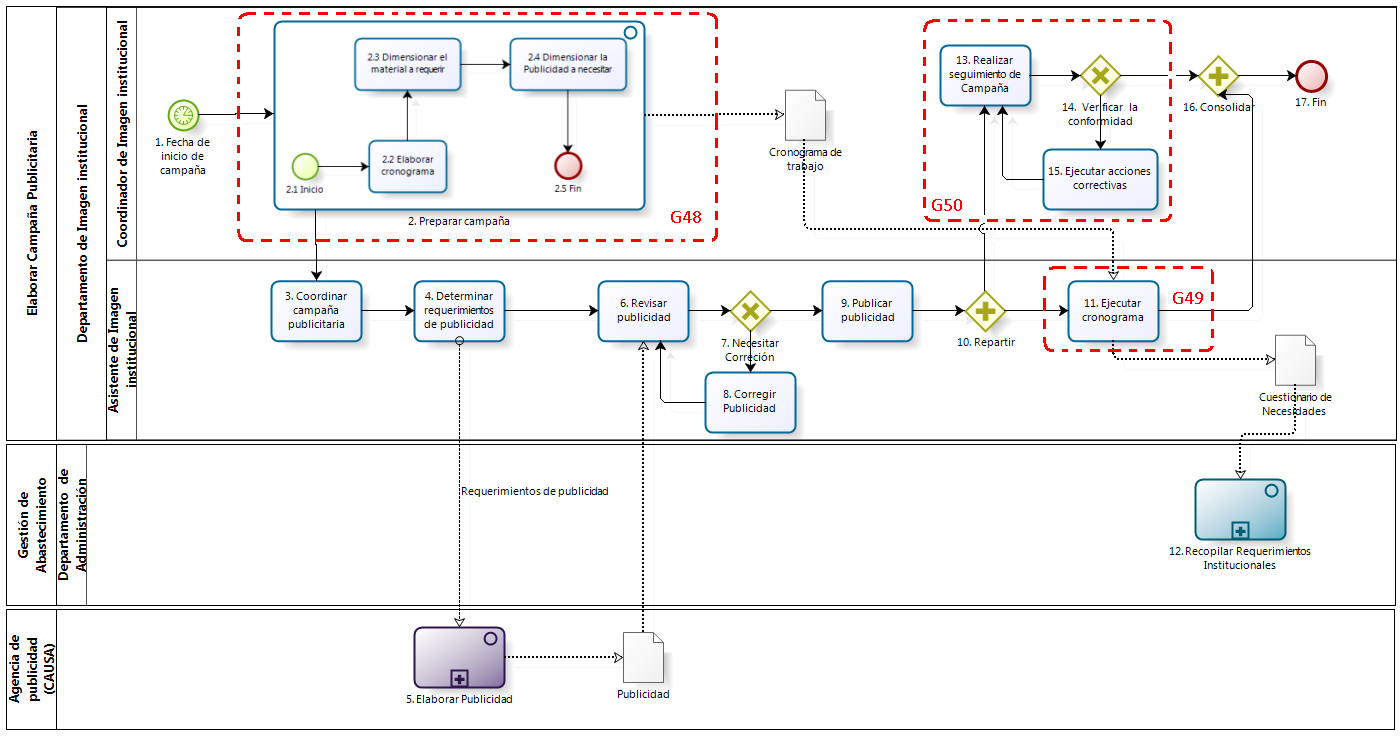 Elaborar Campaña Publicitaria
Departamento de Imagen institucional
Coordinador de Imagen institucional
1. Fecha de
inicio de
campaña
2.3 Dimensionar el
material a requerir
2.4 Dimensionar la
Publicidad a necesitar
2.1 Inicio
2.2 Elaborar
cronograma
2.5 Fin
2. Preparar campaña
G48
Cronograma de
trabajo
13. Realizar
seguimiento de
Campaña
14. Verificar la
conformidad
15. Ejecutar acciones
correctivas
G50
16. Consolidar
17. Fin
Asistente de Imagen
institucional
3. Coordinar
campaña
publicitaria
4. Determinar
requerimientos
de publicidad
6. Revisar
publicidad
7. Necesitar
Correción
8. Corregir
Publicidad
9. Publicar
publicidad
10. Repartir
11. Ejecutar
cronograma
G49
Cuestionario de
Necesidades
Gestión de
Abastecimiento
Departamento de
Administración
Requerimientos de publicidad
12. Recopilar Requerimientos
Institucionales
Agencia de
publicidad
(CAUSA)
5. Elaborar Publicidad
Publicidad